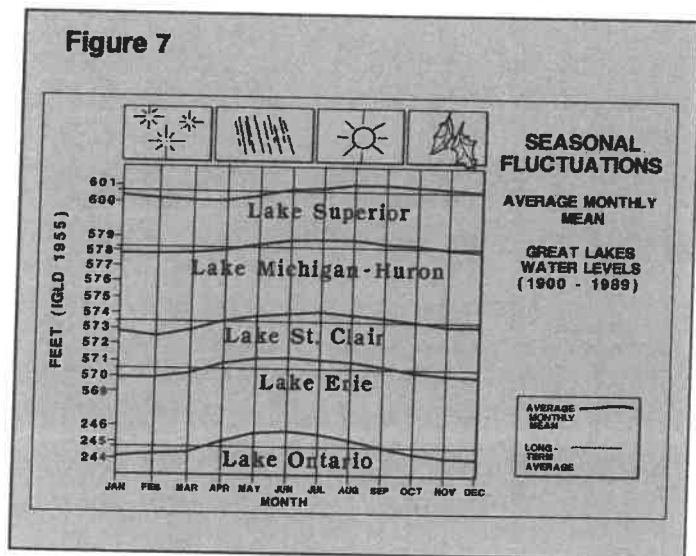 Figure 7
SEASONAL
FLUCTUATIONS
AVERAGE MONTHLY
MEAN
GREAT LAKES
WATER LEVELS
(1900 - 1989)
FEET (IGLD 1955)
601
600
579
578
577
576
575
574
573
572
571
570
569
246
245
244
Lake Superior
Lake Michigan-Huron
Lake St. Clair
Lake Erie
Lake Ontario
JAN FEB MAR APR MAY JUN JUL AUG SEP OCT NOV DEC
MONTH
AVERAGE
MONTHLY
MEAN
LONG-
TERM
AVERAGE